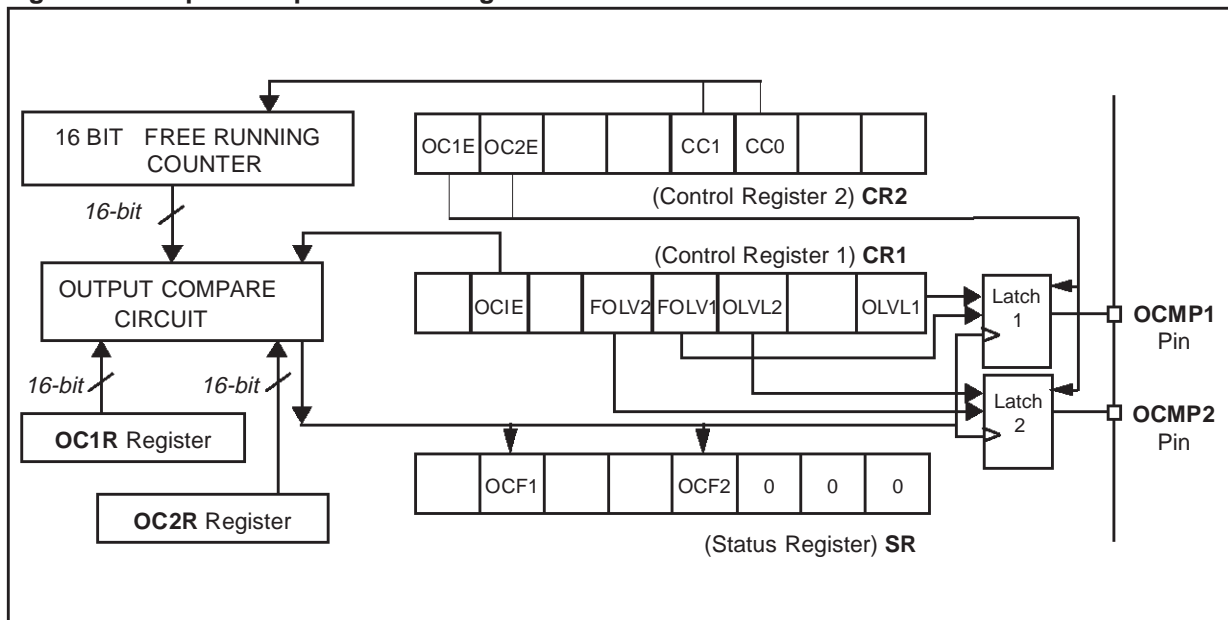 16 BIT FREE RUNNING
COUNTER
OC1E OC2E CC1 CC0
(Control Register 2) CR2
16-bit
(Control Register 1) CR1
OUTPUT COMPARE
CIRCUIT
OCIE FOLV2 FOLV1 OLVL2 OLVL1
Latch
1
OCMP1
Pin
16-bit 16-bit
Latch
2
OCMP2
Pin
OC1R Register
OCF1 OCF2 0 0 0
OC2R Register
(Status Register) SR